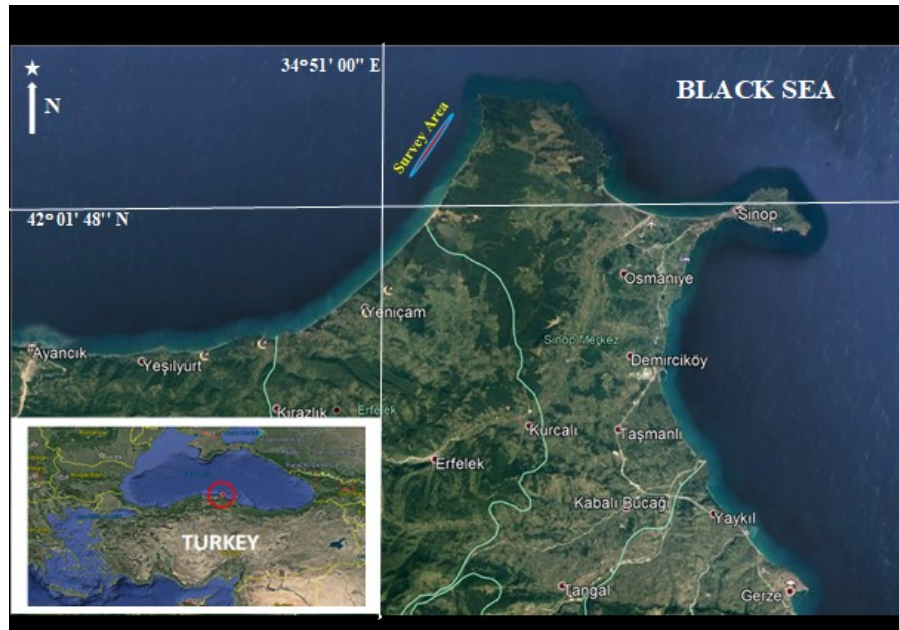 34° 51' 00" E
BLACK SEA
N
Survey Area
42° 01' 48" N
Sinop
Osmaniye
Yeniçam
Sinop Merkez
Ayancık
Yeşilyurt
Demirciköy
Kirazlık
Erfelek
Kurcalı
Taşmanlı
Erfelek
Kabalı Bucağı
Yaykıl
TURKEY
Tangal
Gerze